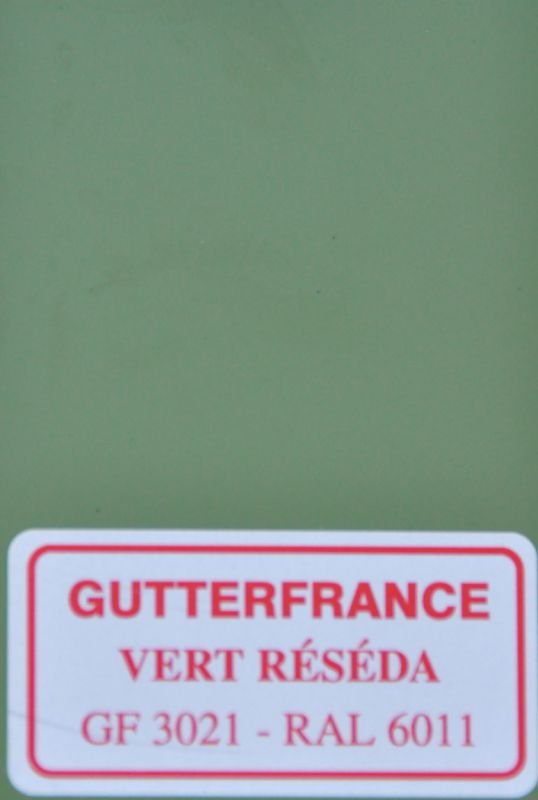 GUTTERFRANCE
VERT RÉSÉDA
GF 3021 - RAL 6011